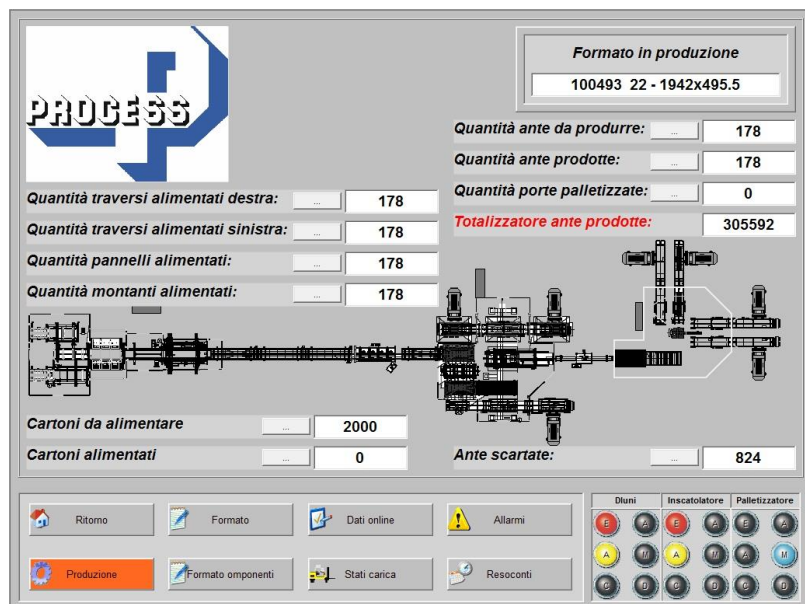 PROCESS
Formato in produzione
100493 22 - 1942x495.5
Quantità ante da produrre: ... 178
Quantità ante prodotte: ... 178
Quantità porte palletizzate: ... 0
Totalizzatore ante prodotte: 305592
Quantità traversi alimentati destra: ... 178
Quantità traversi alimentati sinistra: ... 178
Quantità pannelli alimentati: ... 178
Quantità montanti alimentati: ... 178
Cartoni da alimentare ... 2000
Cartoni alimentati ... 0
Ante scartate: ... 824
Ritorno Formato Dati online Allarmi
Produzione Formato omponenti Stati carica Resoconti
Dluni Inscatolatore Palletizzatore
E A E A E A
A M A M A M
C D C D C D